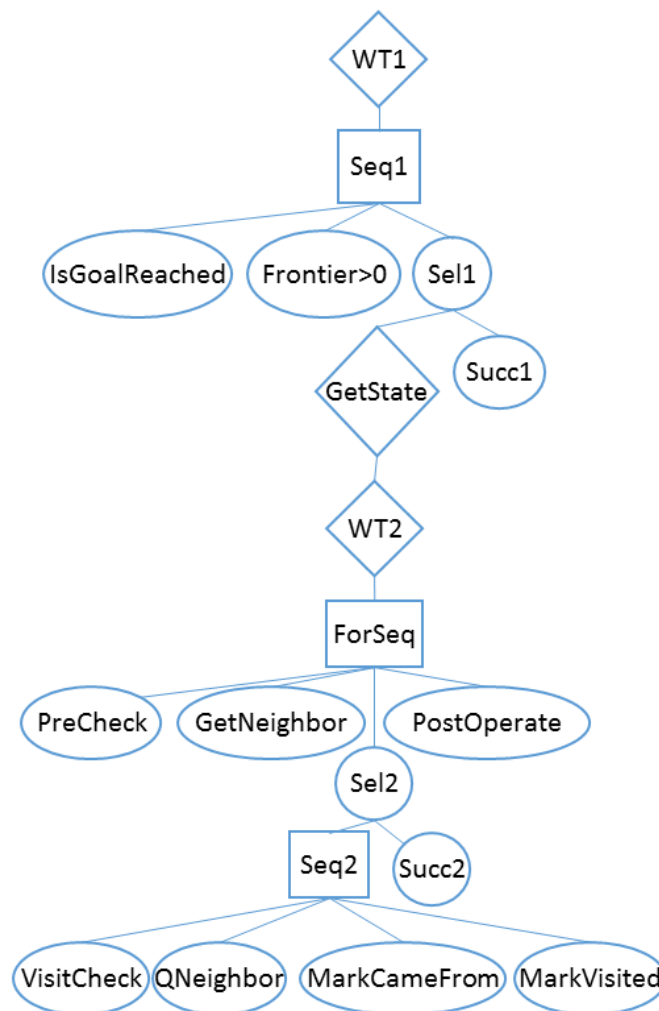 WT1
Seq1
IsGoalReached
Frontier>0
Sel1
GetState
Succ1
WT2
ForSeq
PreCheck
GetNeighbor
PostOperate
Sel2
Seq2
Succ2
VisitCheck
QNeighbor
MarkCameFrom
MarkVisited